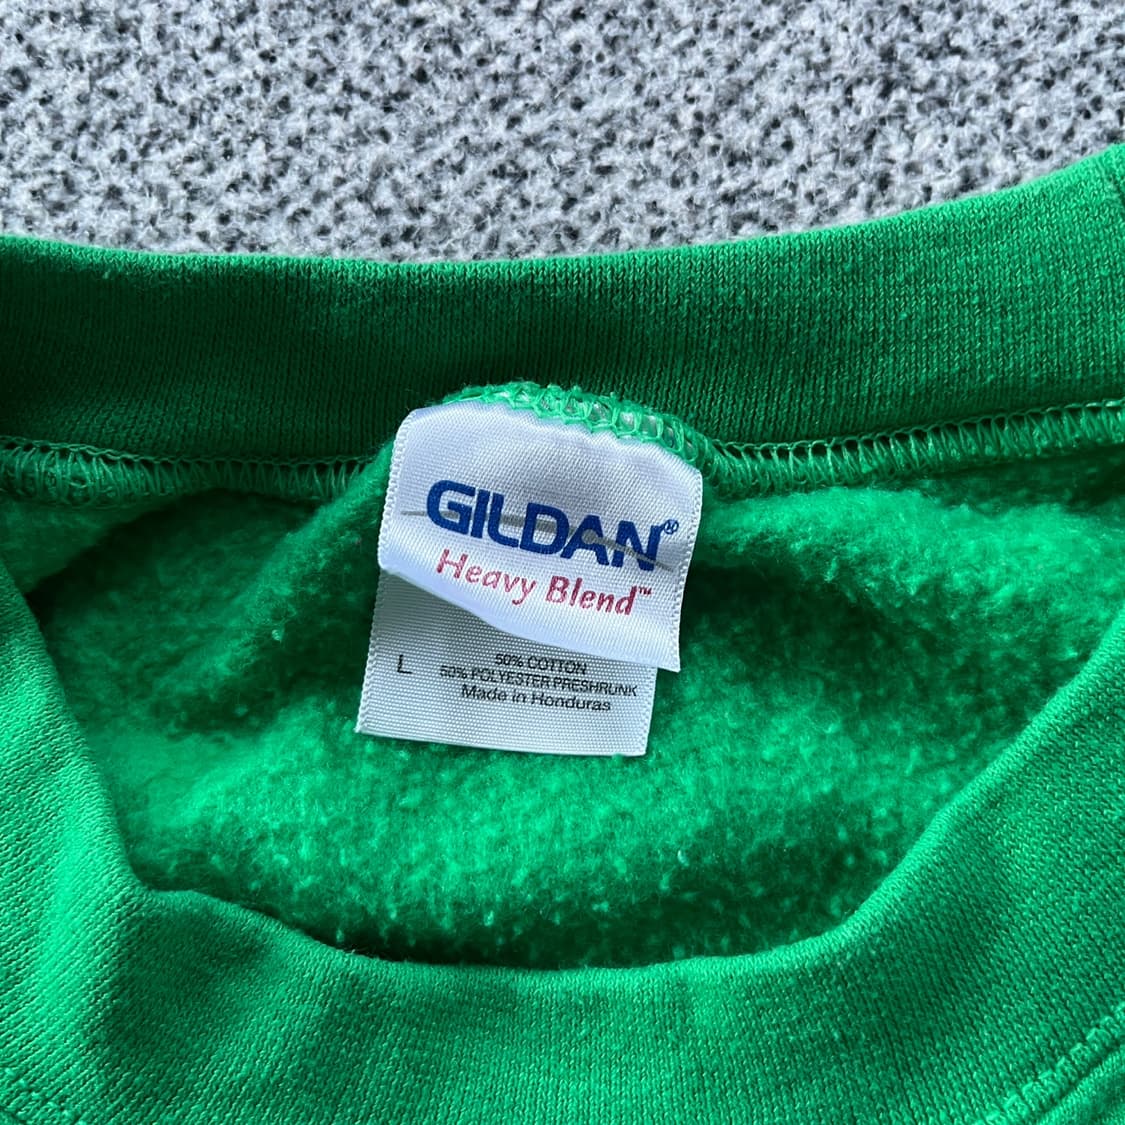 GILDAN®
Heavy Blend™
L
50% COTTON
50% POLYESTER PRESHRUNK
Made in Honduras